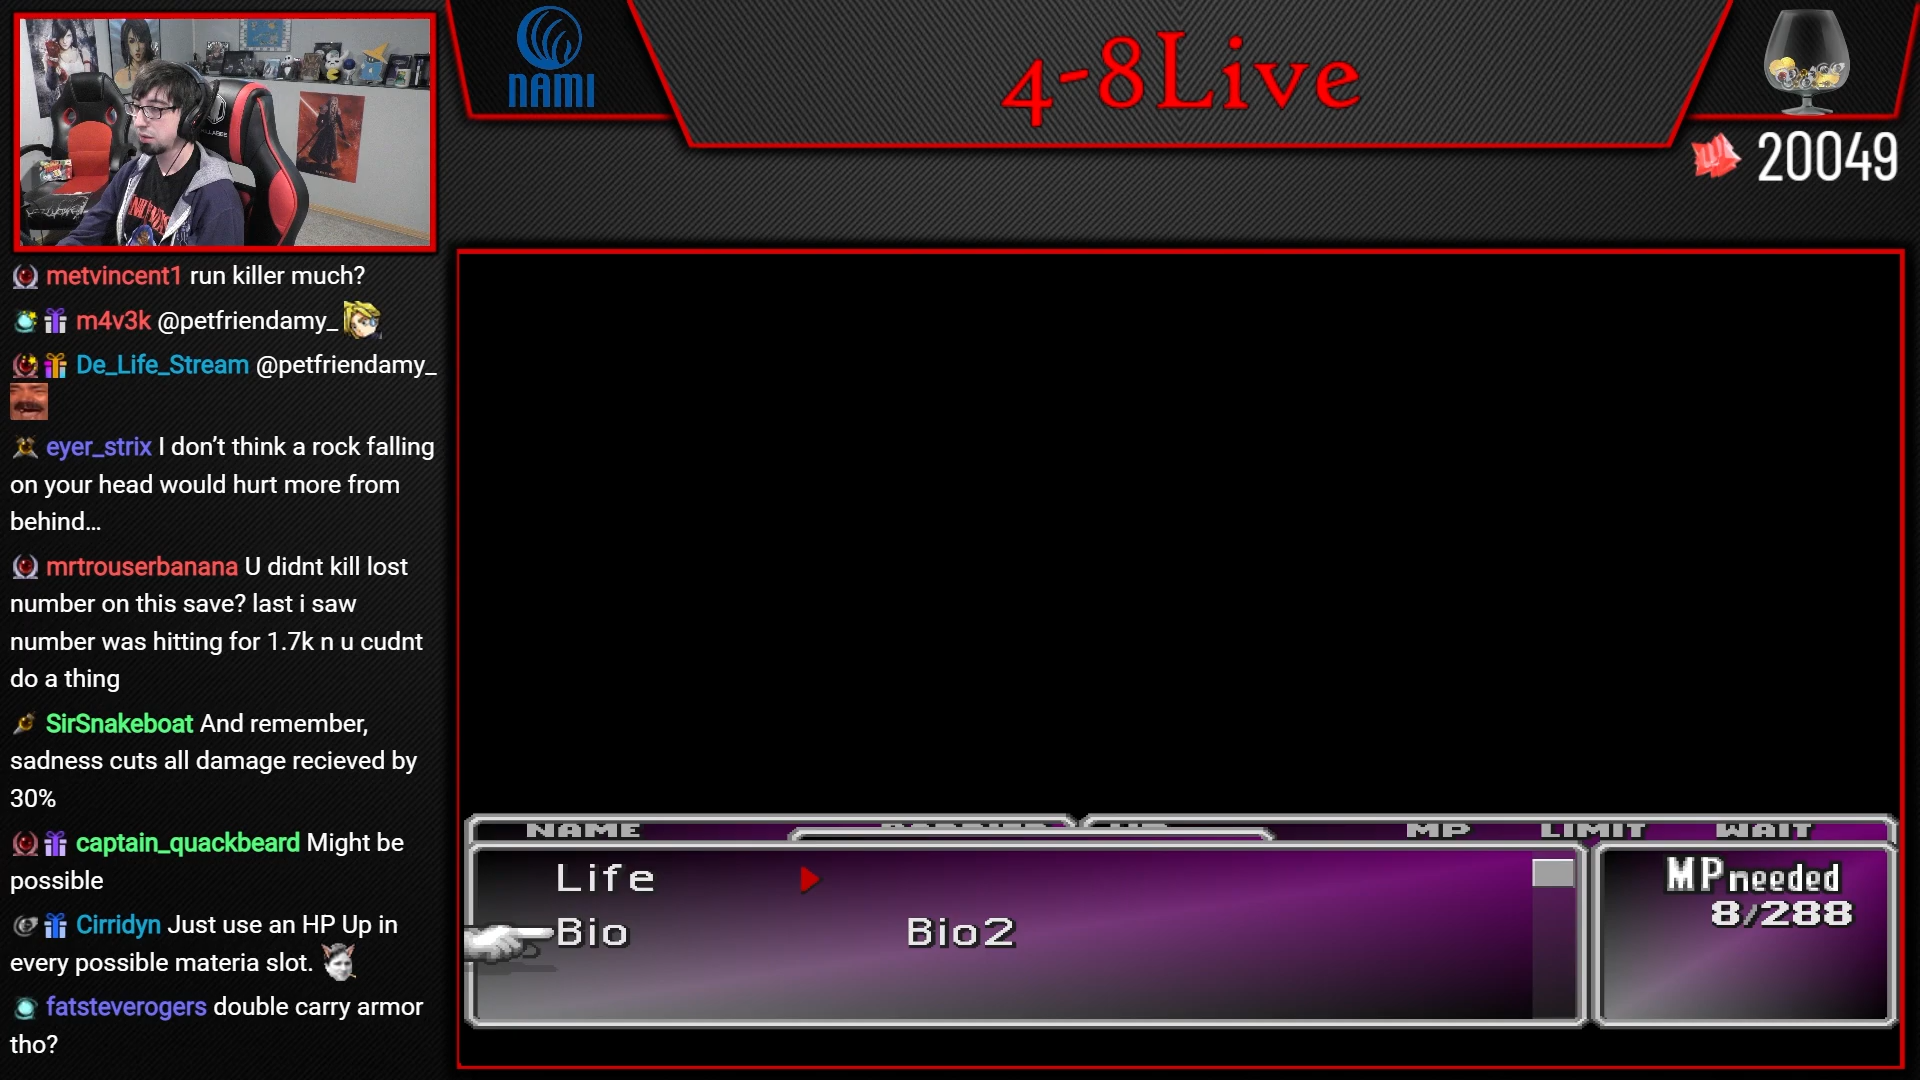 NAMI
4-8Live
20049
metvincent1 run killer much?
m4v3k @petfriendamy_
De_Life_Stream @petfriendamy_
eyer_strix I don’t think a rock falling
on your head would hurt more from
behind...
mrtrouserbanana U didnt kill lost
number on this save? last i saw
number was hitting for 1.7k n u cudnt
do a thing
SirSnakeboat And remember,
sadness cuts all damage recieved by
30%
captain_quackbeard Might be
possible
Cirridyn Just use an HP Up in
every possible materia slot.
fatsteverogers double carry armor
tho?
NAME MP LIMIT WAIT
Life
Bio Bio2
MP needed
8/288